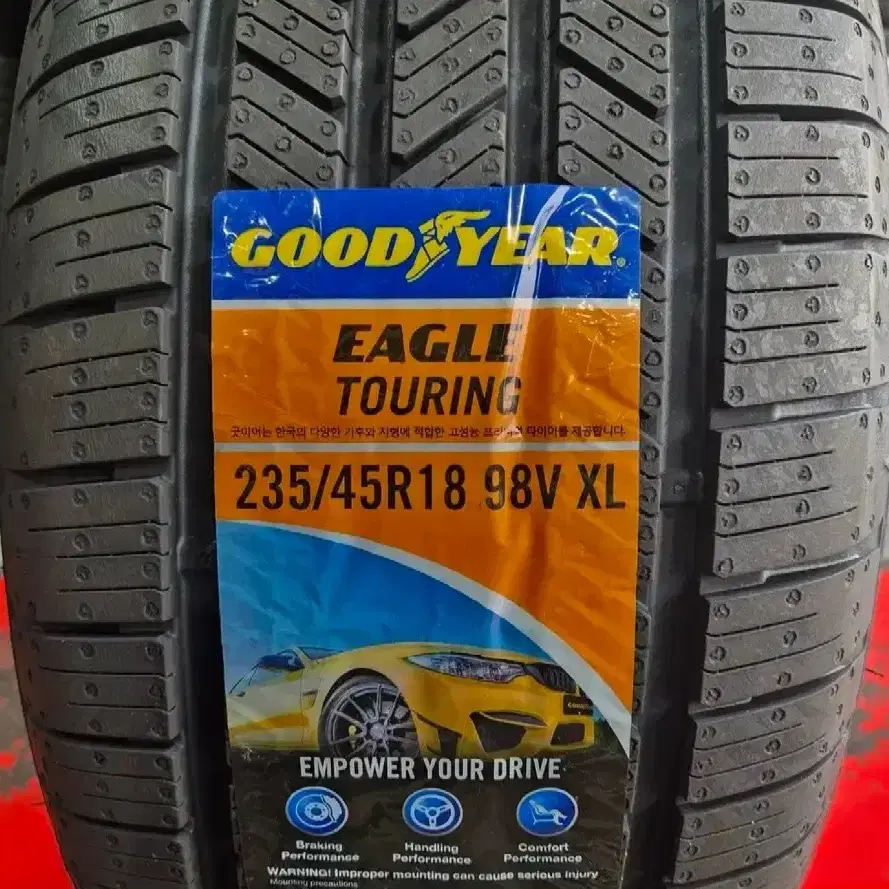 GOODYEAR
EAGLE
TOURING
굿이어는 한국의 다양한 기후와 지형에 적합한 고성능 프리미엄 타이어를 제공합니다.
235/45R18 98V XL
EMPOWER YOUR DRIVE
Braking Performance
Handling Performance
Comfort Performance
WARNING! Improper mounting can cause serious injury
Mounting precautions